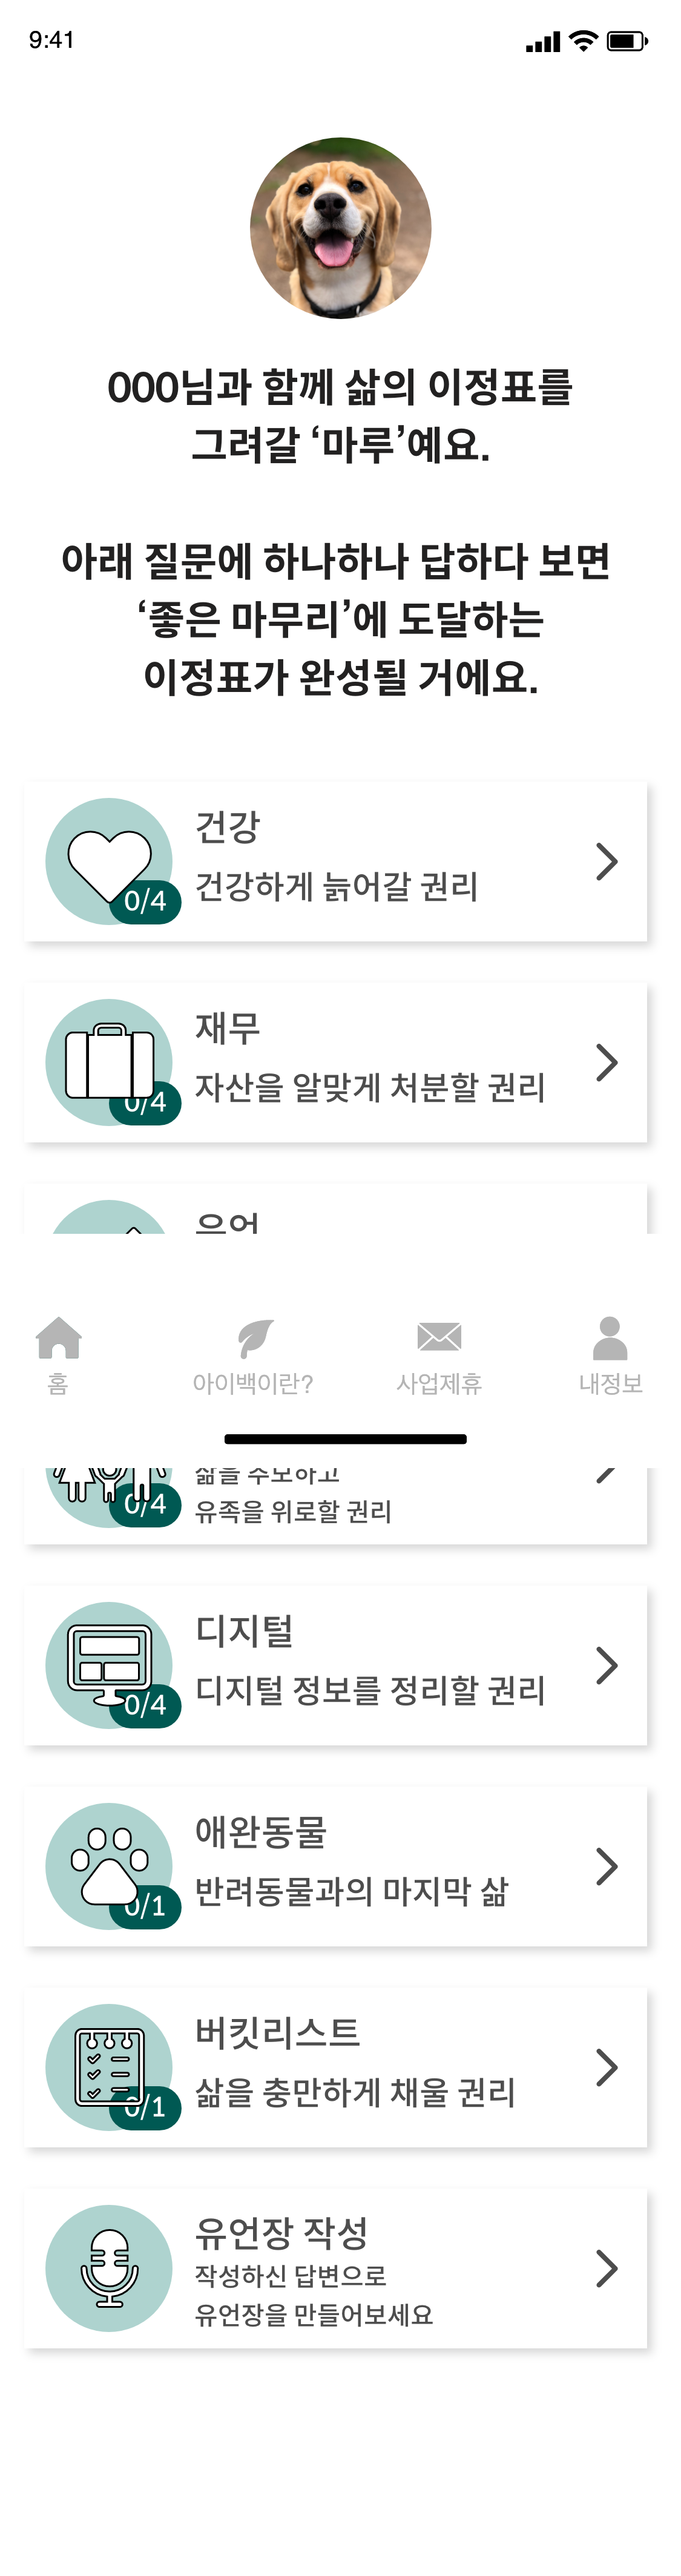 9:41
OOO님과 함께 삶의 이정표를
그려갈 ‘마루’예요.
아래 질문에 하나하나 답하다 보면
‘좋은 마무리’에 도달하는
이정표가 완성될 거에요.
건강
0/4
건강하게 늙어갈 권리
재무
0/4
자산을 알맞게 처분할 권리
홈
아이백이란?
사업제휴
내정보
삶을 추모하고
0/4
유족을 위로할 권리
디지털
0/4
디지털 정보를 정리할 권리
애완동물
0/1
반려동물과의 마지막 삶
버킷리스트
0/1
삶을 충만하게 채울 권리
유언장 작성
작성하신 답변으로
유언장을 만들어보세요